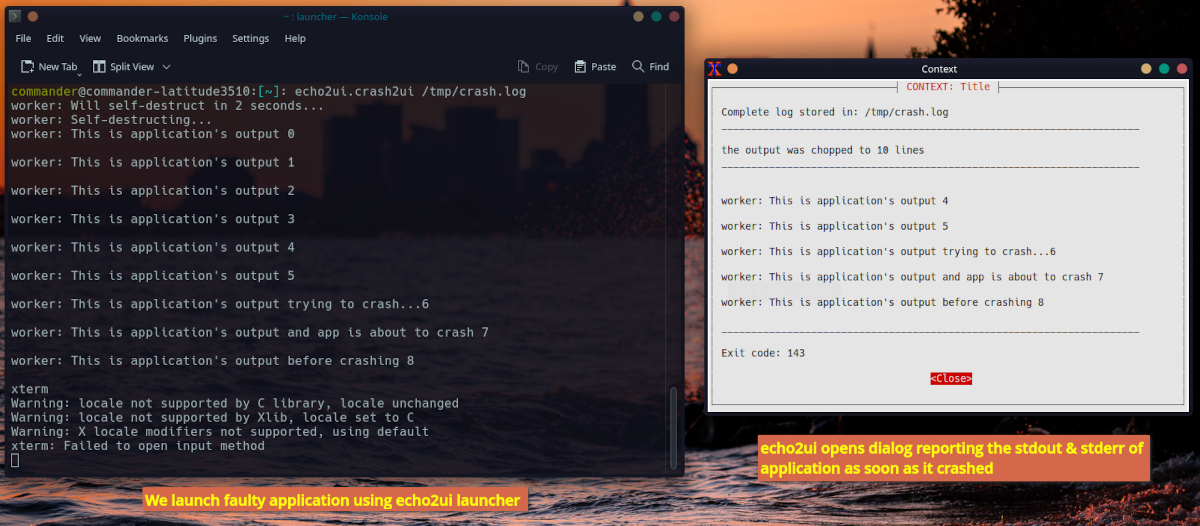 ~ : launcher — Konsole
File Edit View Bookmarks Plugins Settings Help
New Tab Split View Copy Paste Find
commander@commander-latitude3510:[~]: echo2ui.crash2ui /tmp/crash.log
worker: Will self-destruct in 2 seconds...
worker: Self-destructing...
worker: This is application's output 0
worker: This is application's output 1
worker: This is application's output 2
worker: This is application's output 3
worker: This is application's output 4
worker: This is application's output 5
worker: This is application's output trying to crash...6
worker: This is application's output and app is about to crash 7
worker: This is application's output before crashing 8
xterm
Warning: locale not supported by C library, locale unchanged
Warning: locale not supported by Xlib, locale set to C
Warning: X locale modifiers not supported, using default
xterm: Failed to open input method
We launch faulty application using echo2ui launcher
Context
CONTEXT: Title
Complete log stored in: /tmp/crash.log
the output was chopped to 10 lines
worker: This is application's output 4
worker: This is application's output 5
worker: This is application's output trying to crash...6
worker: This is application's output and app is about to crash 7
worker: This is application's output before crashing 8
Exit code: 143
<Close>
echo2ui opens dialog reporting the stdout & stderr of
application as soon as it crashed